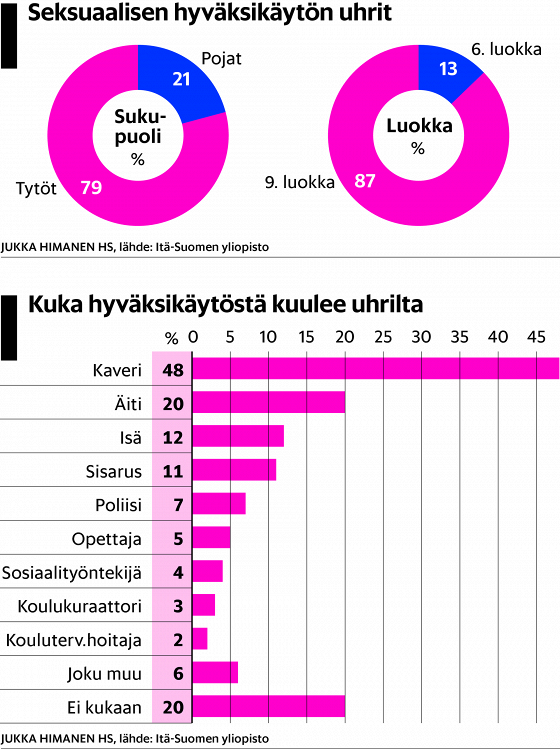 Seksuaalisen hyväksikäytön uhrit
Pojat
21
Suku-
puoli
%
Tytöt
79
6. luokka
13
Luokka
%
9. luokka
87
JUKKA HIMANEN HS, lähde: Itä-Suomen yliopisto
Kuka hyväksikäytöstä kuulee uhrilta
% 0 5 10 15 20 25 30 35 40 45
Kaveri 48
Äiti 20
Isä 12
Sisarus 11
Poliisi 7
Opettaja 5
Sosiaalityöntekijä 4
Koulukuraattori 3
Kouluterv.hoitaja 2
Joku muu 6
Ei kukaan 20
JUKKA HIMANEN HS, lähde: Itä-Suomen yliopisto